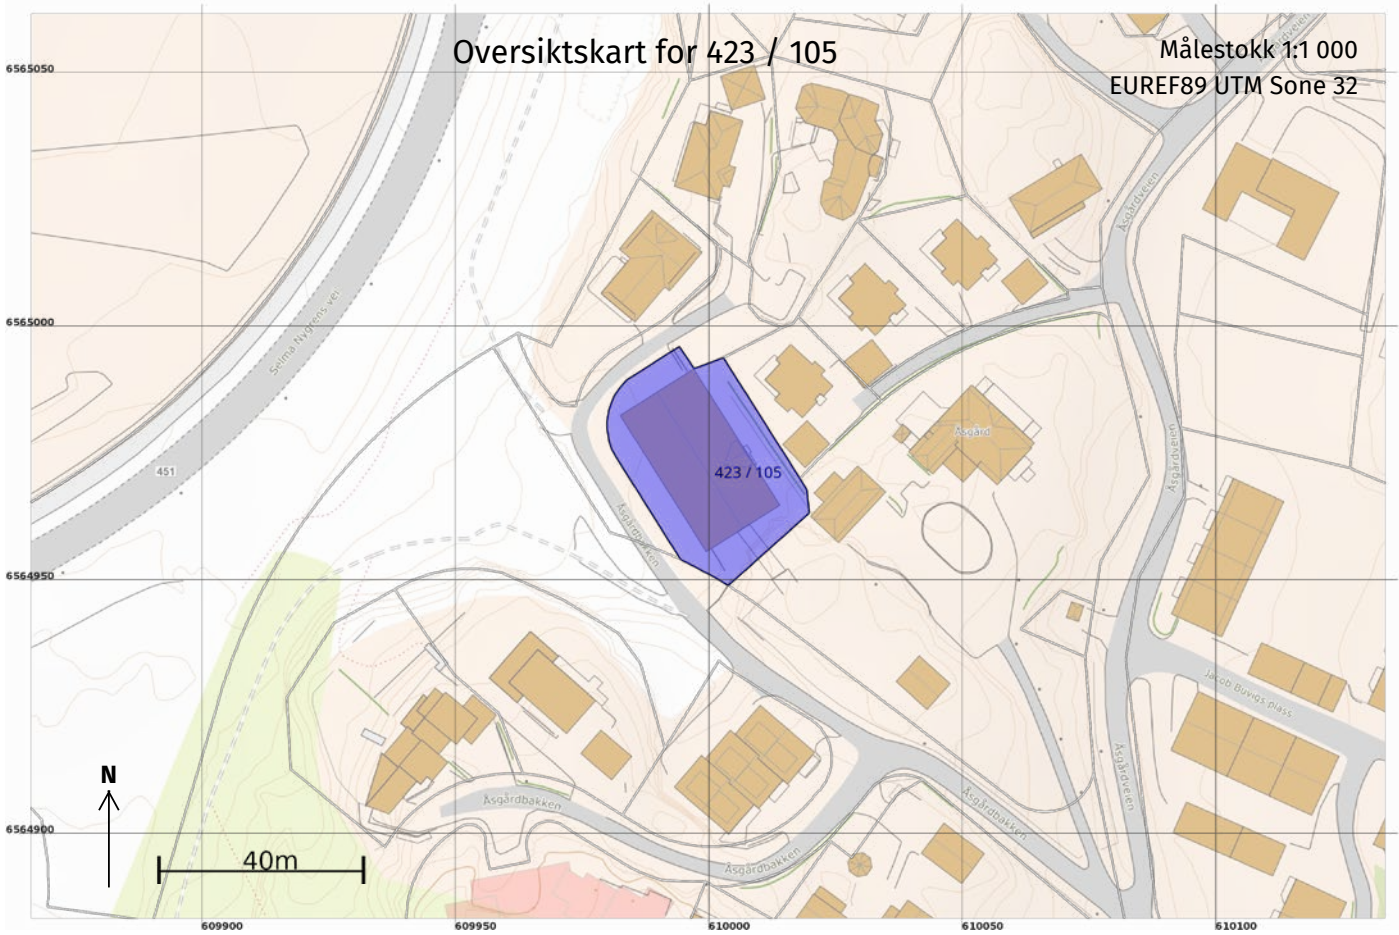 Oversiktskart for 423 / 105
Målestokk 1:1 000
EUREF89 UTM Sone 32
6565050
Åsgårdveien
6565000
Selma Nygrens vei
Åsgård
451
423 / 105
Åsgårdveien
Åsgårdbakken
6564950
Jacob Buvigs plass
N
40m
Åsgårdbakken
Åsgårdbakken
Åsgårdveien
6564900
Åsgårdbakken
609900
609950
610000
610050
610100